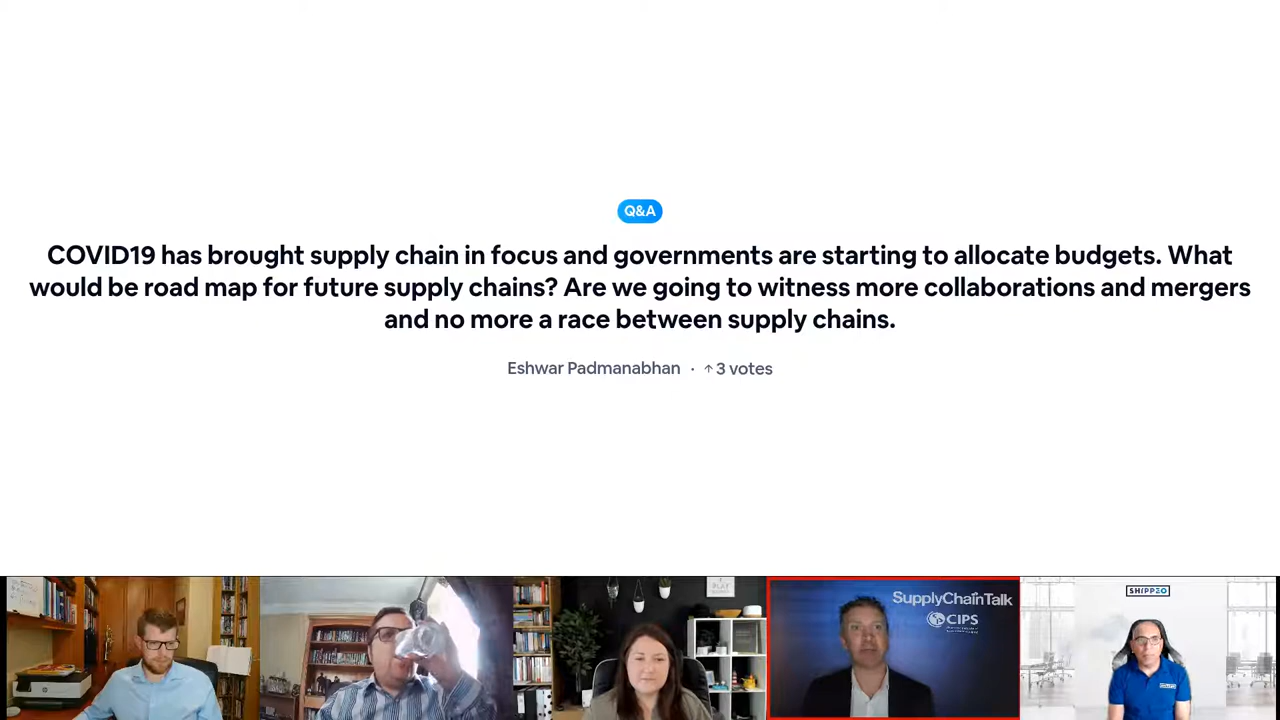 Q&A
COVID19 has brought supply chain in focus and governments are starting to allocate budgets. What
would be road map for future supply chains? Are we going to witness more collaborations and mergers
and no more a race between supply chains.
Eshwar Padmanabhan · ↑ 3 votes
PLAY
SupplyChainTalk
CIPS
SHIPPEO